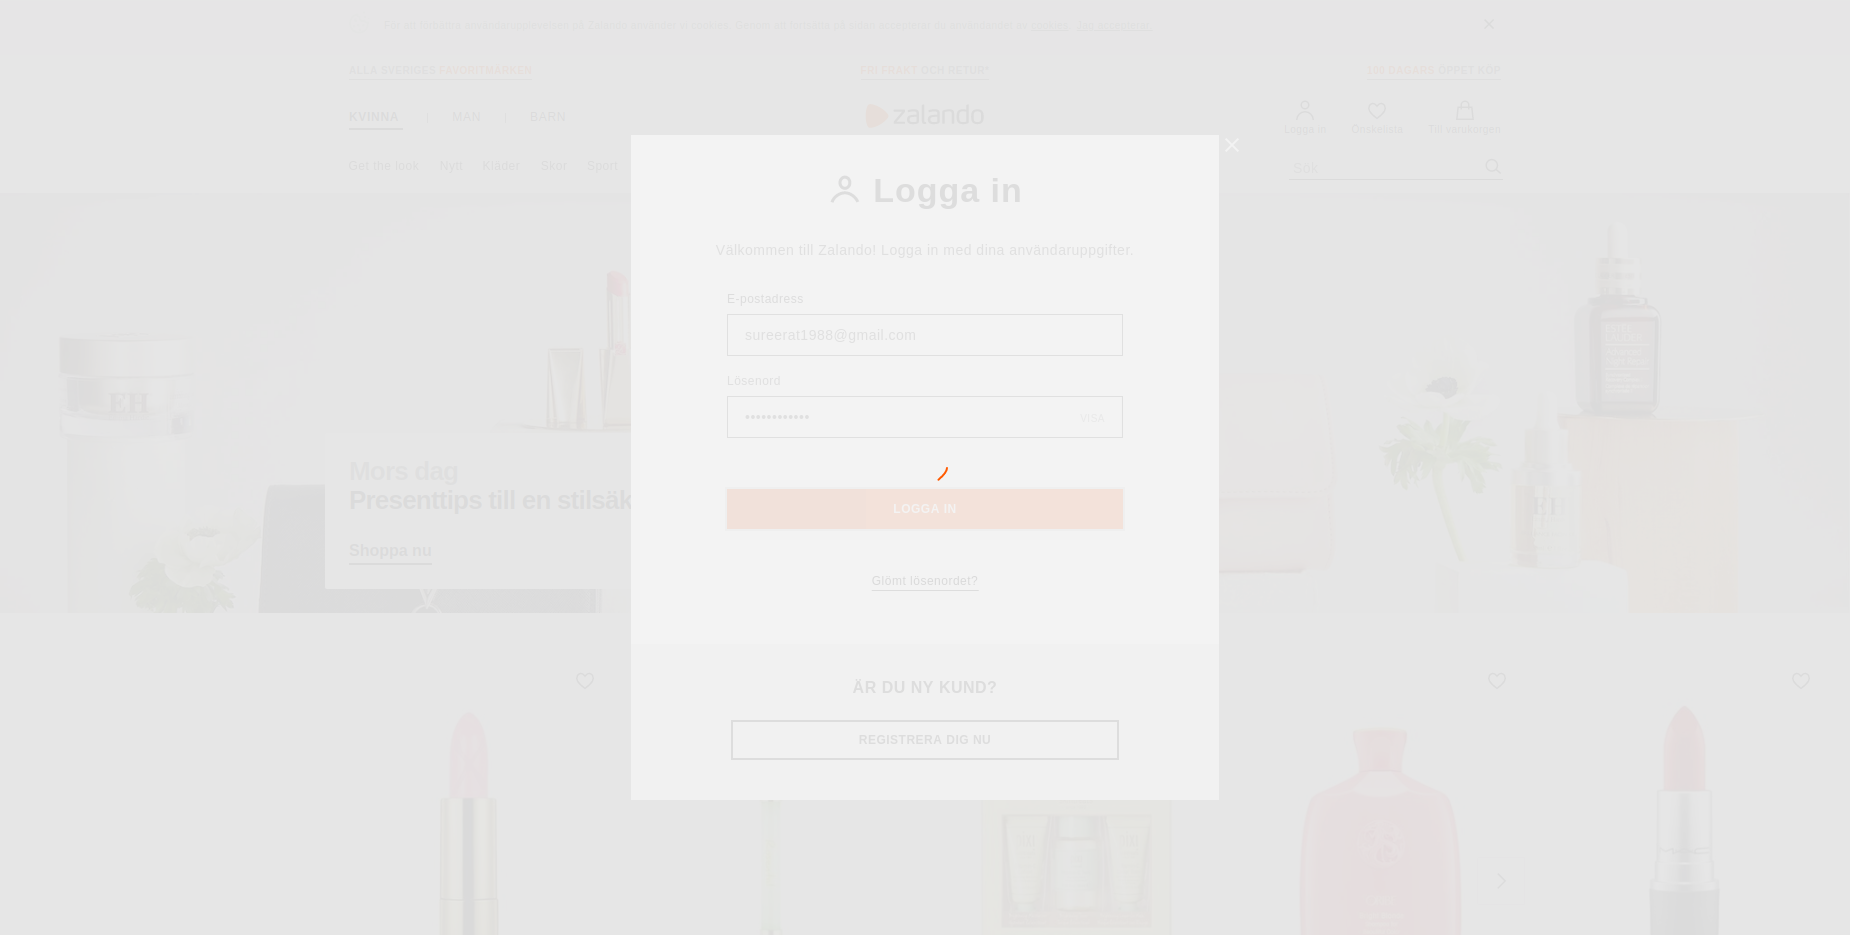 ALLA SVERIGES FAVORITMÄRKEN
FRI FRAKT OCH RETUR*
100 DAGARS ÖPPET KÖP
KVINNA | MAN | BARN
zalando
Logga in
Önskelista
Till varukorgen
Get the look Nytt Kläder Skor Sport
Sök
Logga in
Välkommen till Zalando! Logga in med dina användaruppgifter.
E-postadress
sureerat1988@gmail.com
Lösenord
••••••••••••
VISA
LOGGA IN
Glömt lösenordet?
Mors dag
Presenttips till en stilsäk
Shoppa nu
EH
EH
ÄR DU NY KUND?
REGISTRERA DIG NU